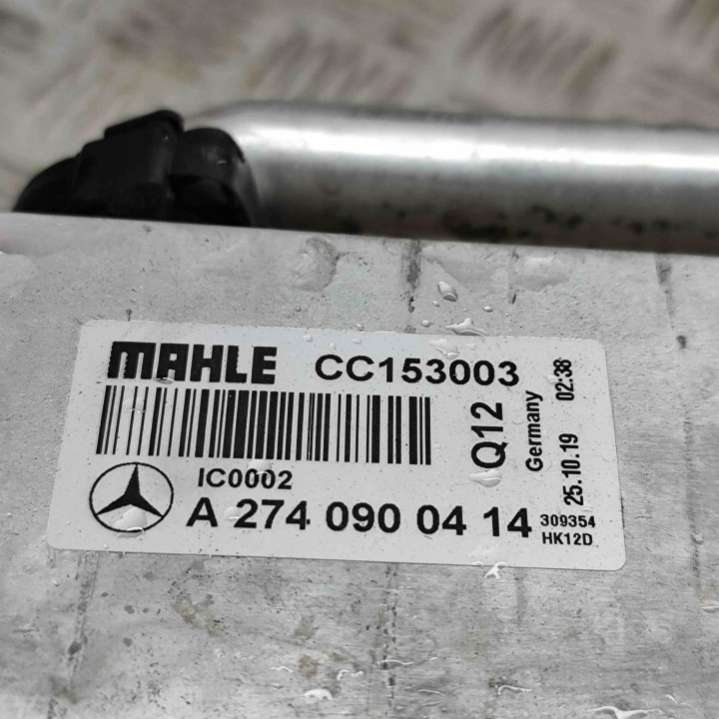 MAHLE CC153003
IC0002
A 274 090 04 14
Q12
Germany
25.10.19 02:38
309354
HK12D